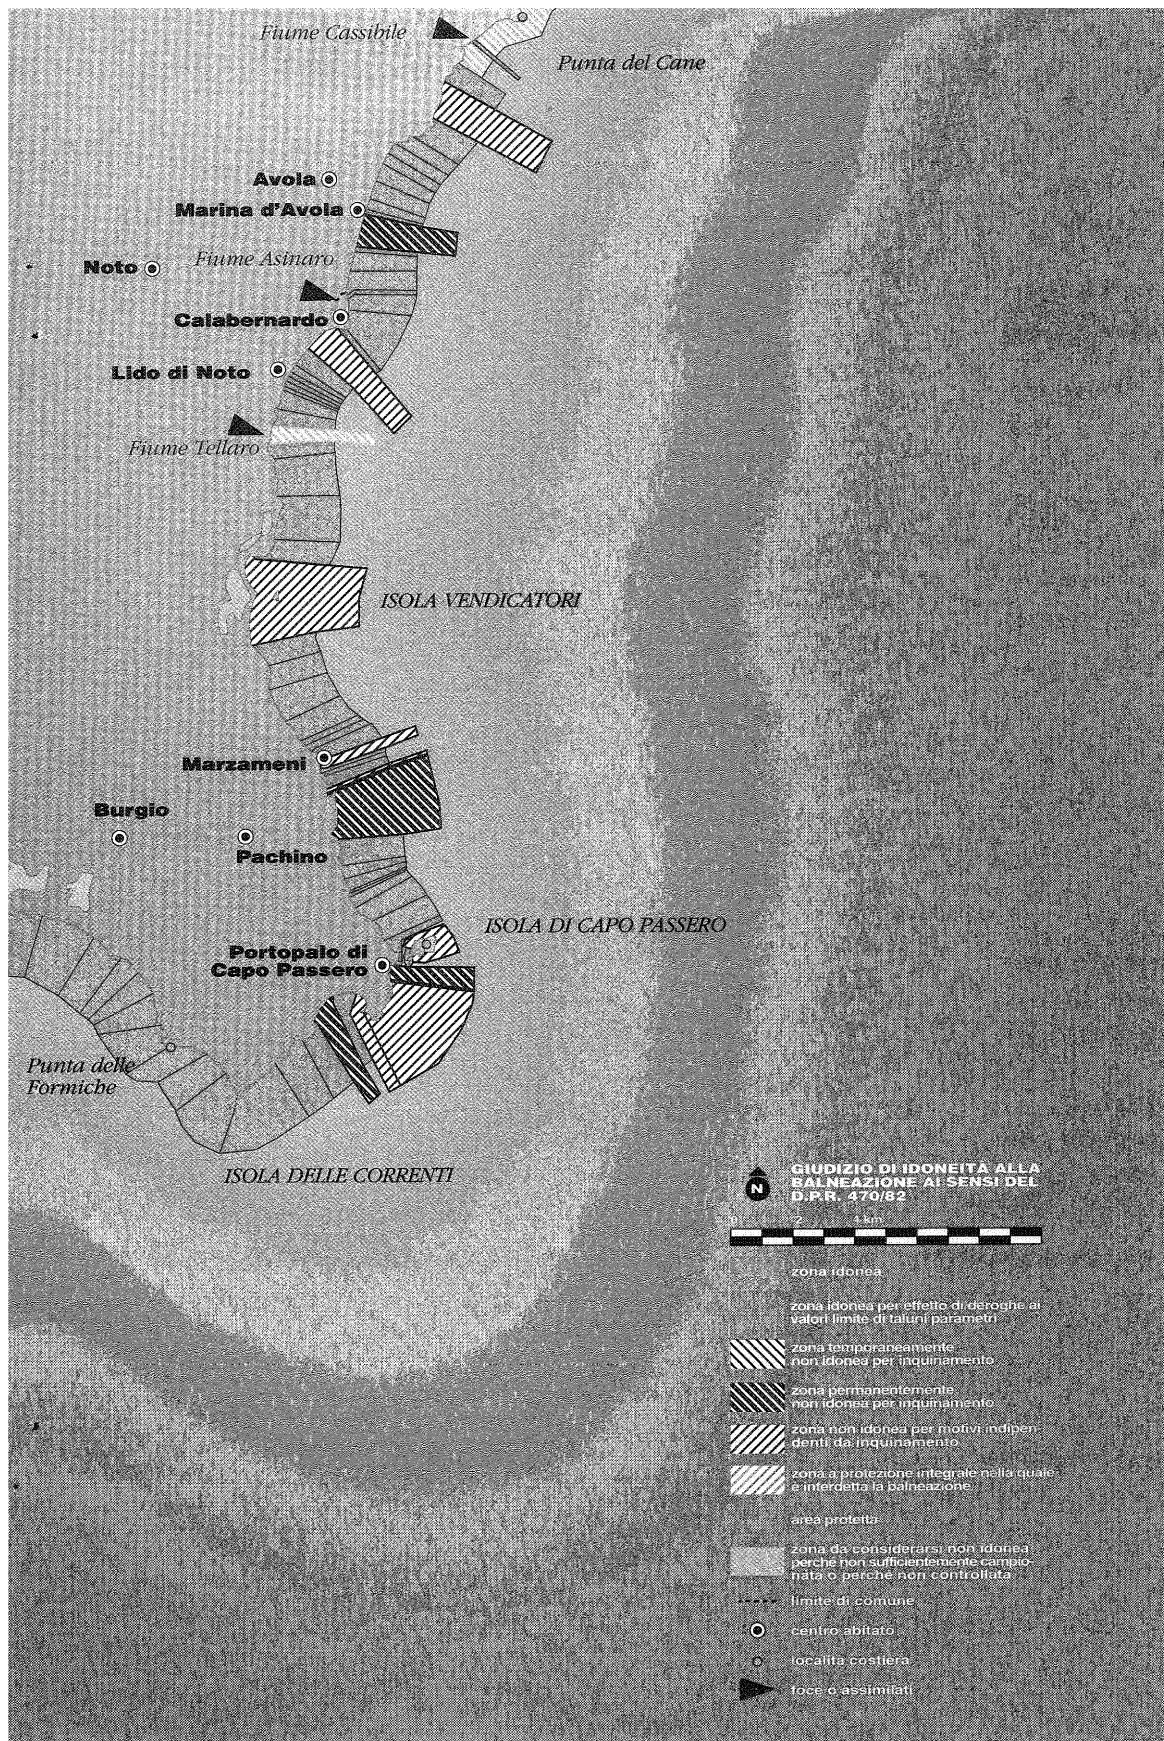 Fiume Cassibile
Punta del Cane
Avola
Marina d'Avola
Fiume Asinaro
Noto
Calabernardo
Lido di Noto
Fiume Tellaro
ISOLA VENDICATORI
Marzameni
Burgio
Pachino
ISOLA DI CAPO PASSERO
Portopalo di
Capo Passero
Punta delle
Formiche
ISOLA DELLE CORRENTI
N
GIUDIZIO DI IDONEITÀ ALLA
BALNEAZIONE AI SENSI DEL
D.P.R. 470/82
0 2 4 km
zona idonea
zona idonea per effetto di deroghe ai
valori limite di taluni parametri
zona temporaneamente
non idonea per inquinamento
zona permanentemente
non idonea per inquinamento
zona non idonea per motivi indipen-
denti da inquinamento
zona a protezione integrale nella quale
è interdetta la balneazione
area protetta
zona da considerarsi non idonea
perché non sufficientemente campio-
nata o perché non controllata
limite di comune
centro abitato
località costiera
foce o assimilati